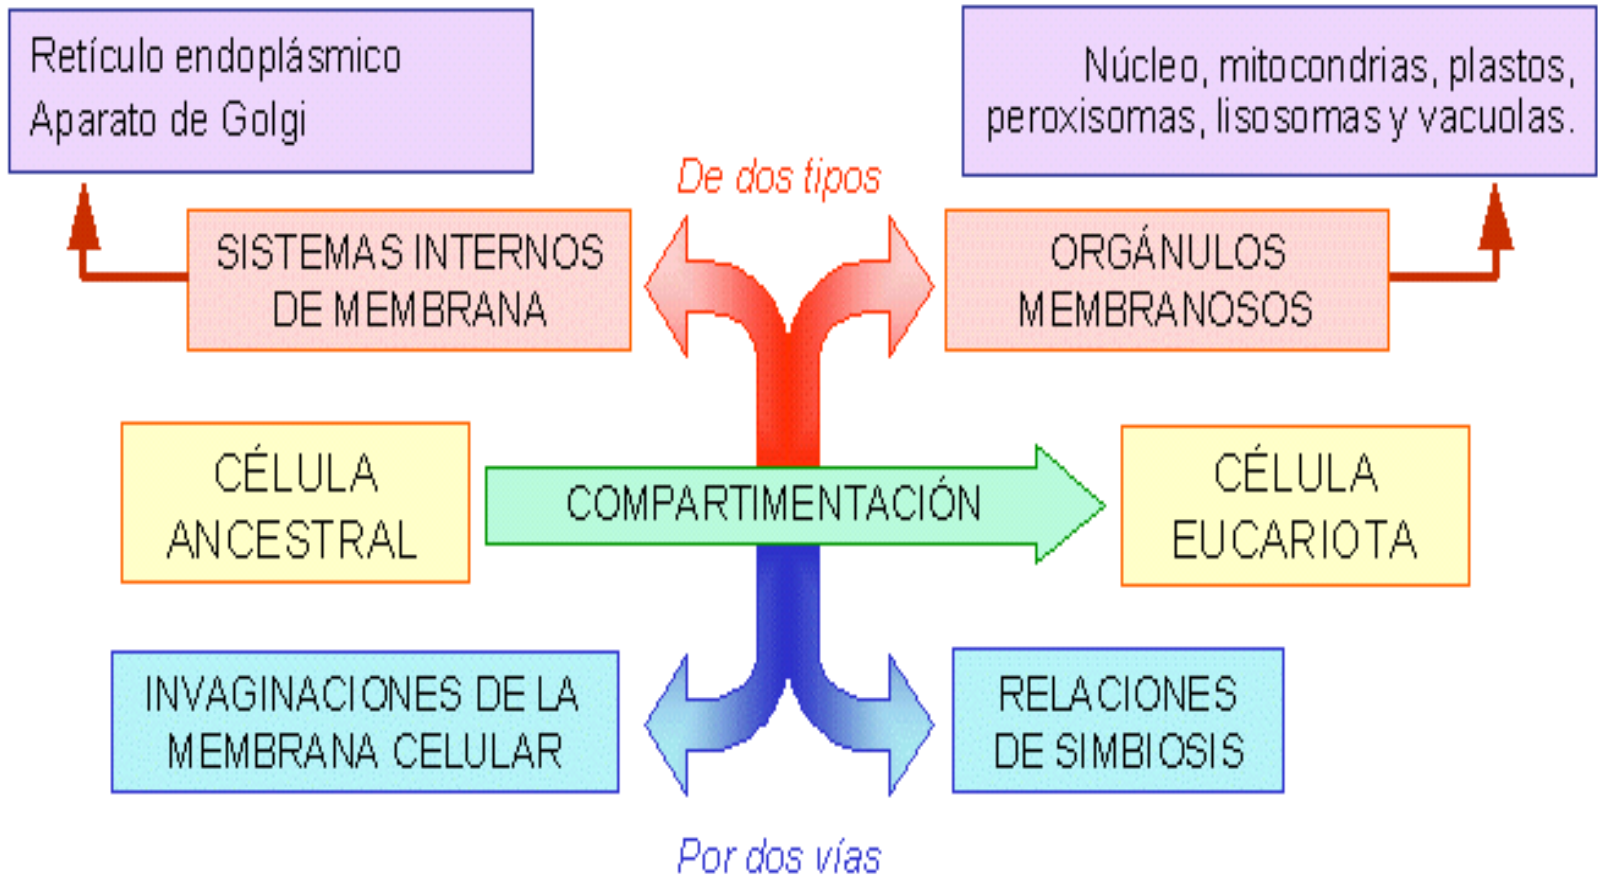 Retículo endoplásmico
Aparato de Golgi
Núcleo, mitocondrias, plastos,
peroxisomas, lisosomas y vacuolas.
De dos tipos
SISTEMAS INTERNOS
DE MEMBRANA
ORGÁNULOS
MEMBRANOSOS
CÉLULA
ANCESTRAL
COMPARTIMENTACIÓN
CÉLULA
EUCARIOTA
INVAGINACIONES DE LA
MEMBRANA CELULAR
RELACIONES
DE SIMBIOSIS
Por dos vías